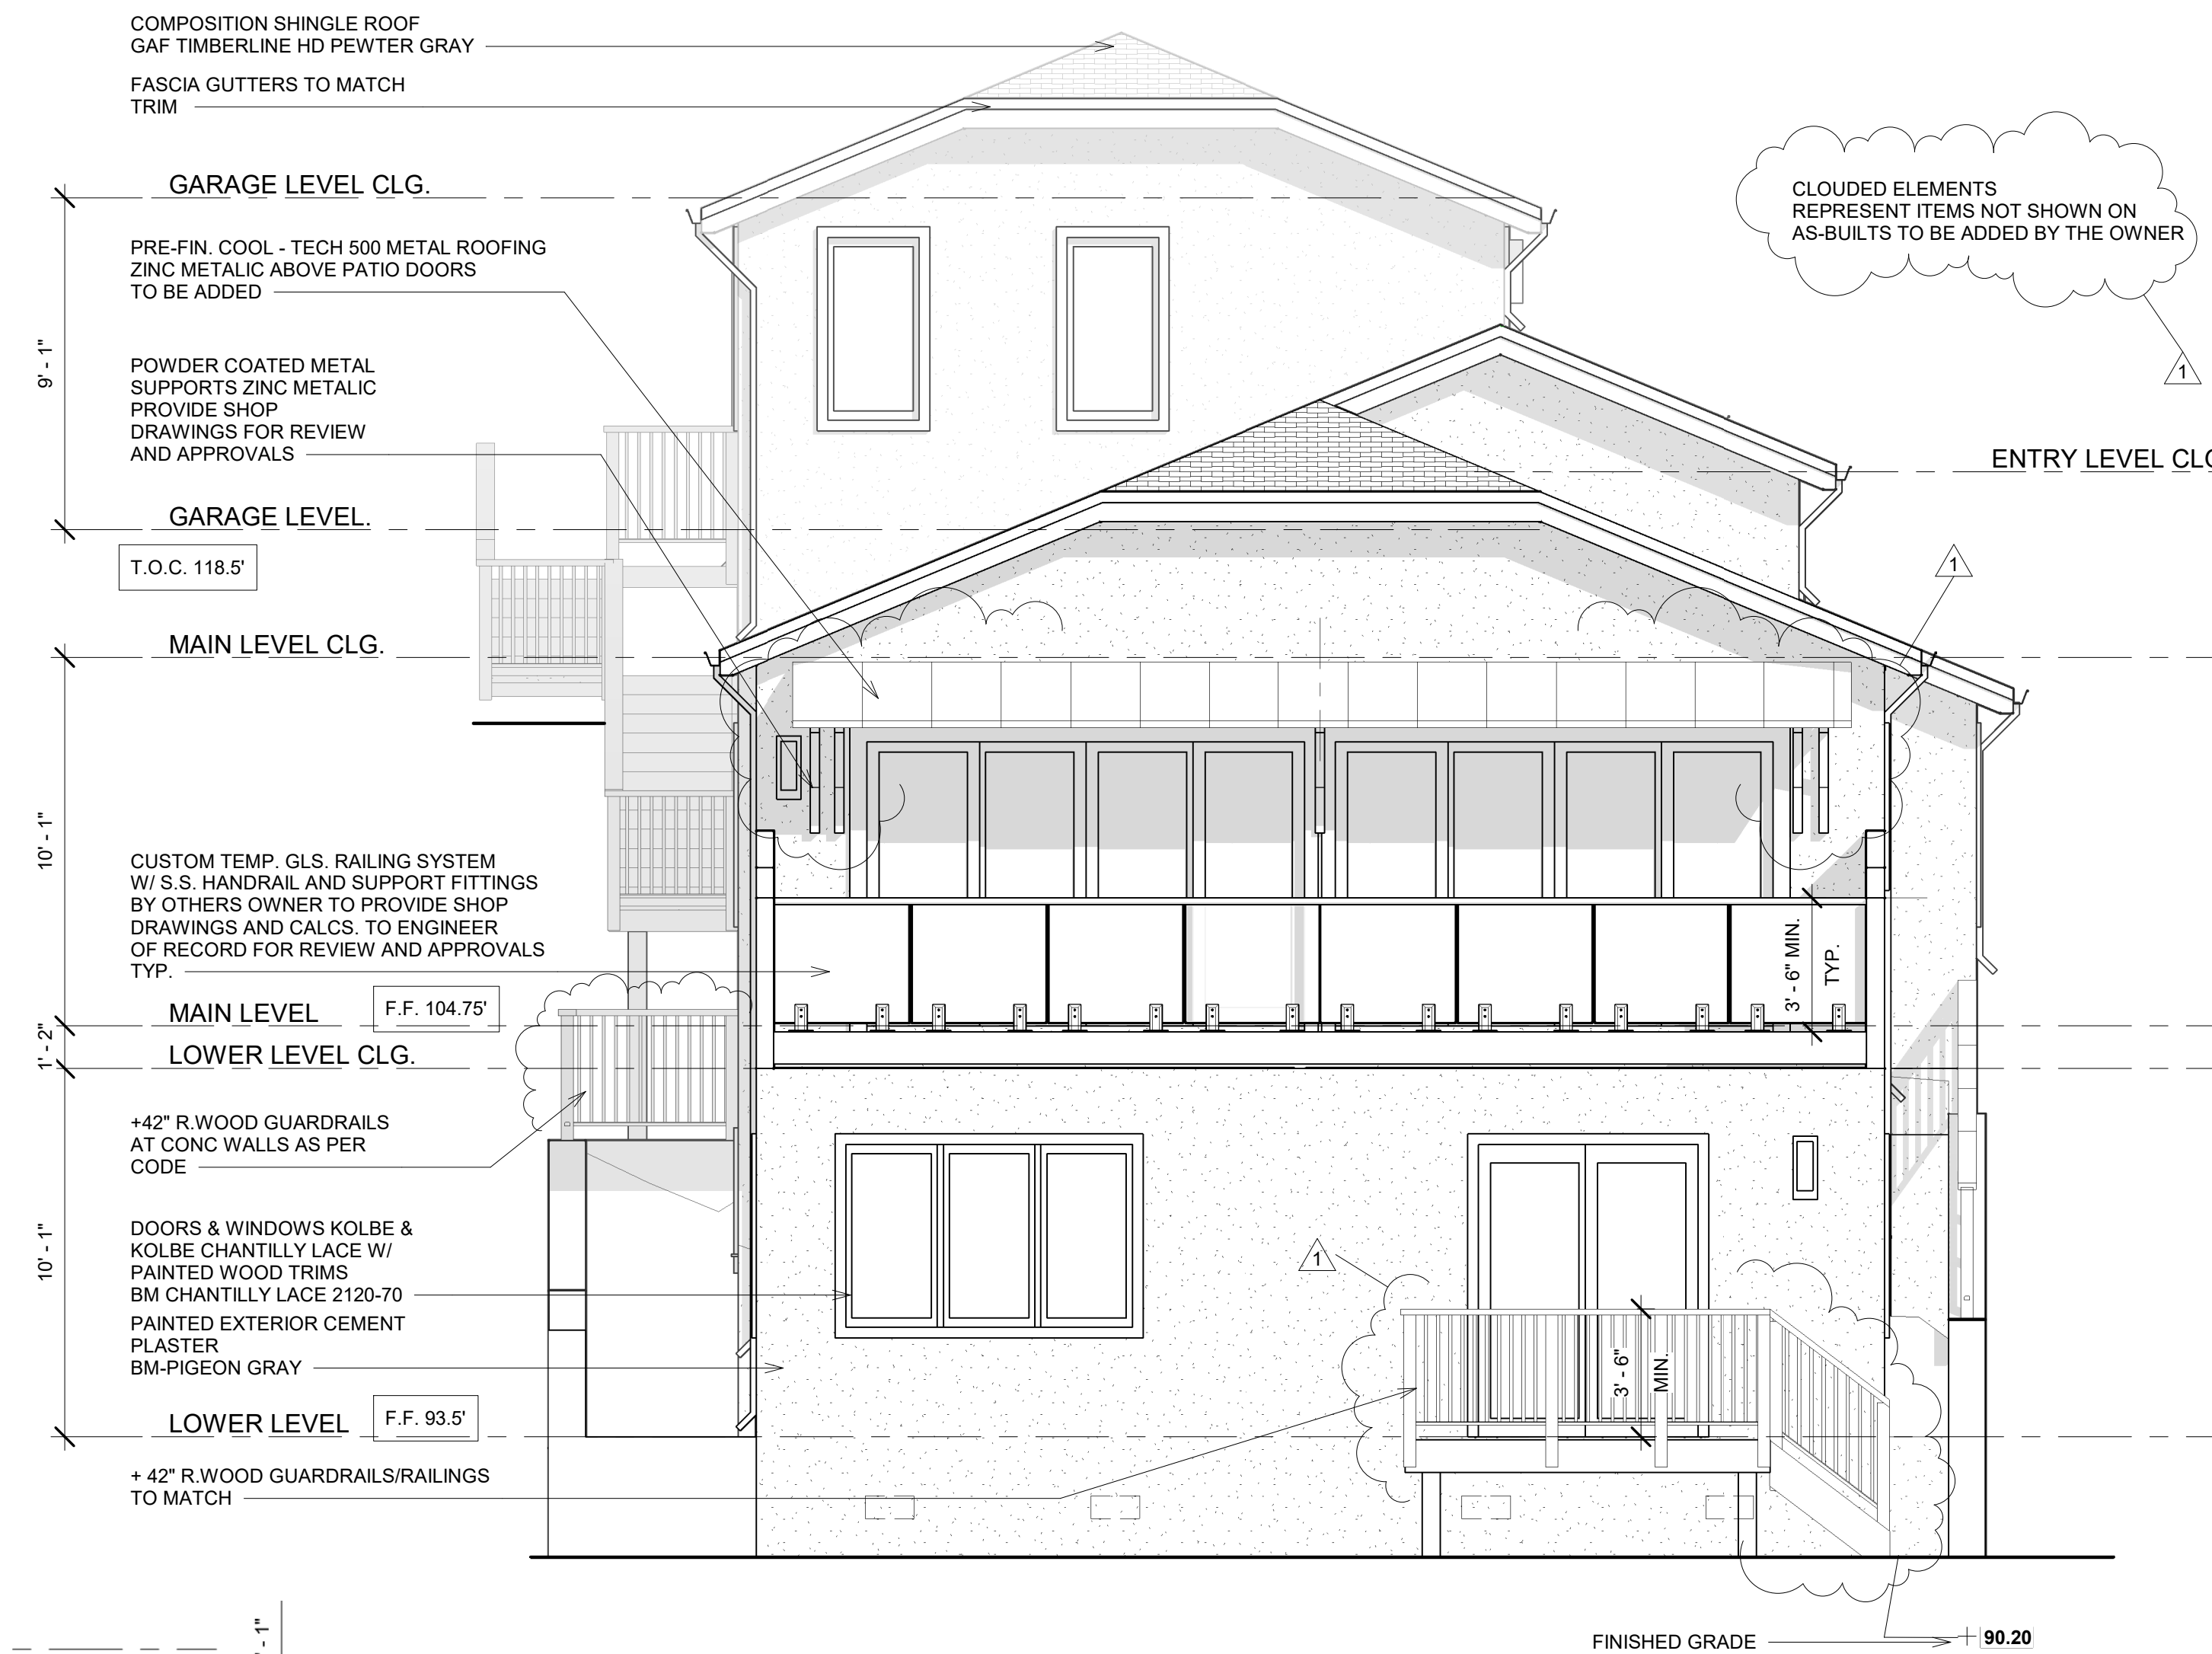 COMPOSITION SHINGLE ROOF
GAF TIMBERLINE HD PEWTER GRAY
FASCIA GUTTERS TO MATCH
TRIM
GARAGE LEVEL CLG.
CLOUDED ELEMENTS
REPRESENT ITEMS NOT SHOWN ON
AS-BUILTS TO BE ADDED BY THE OWNER
1
PRE-FIN. COOL - TECH 500 METAL ROOFING
ZINC METALIC ABOVE PATIO DOORS
TO BE ADDED
9' - 1"
POWDER COATED METAL
SUPPORTS ZINC METALIC
PROVIDE SHOP
DRAWINGS FOR REVIEW
AND APPROVALS
ENTRY LEVEL CLG
GARAGE LEVEL.
T.O.C. 118.5'
1
MAIN LEVEL CLG.
10' - 1"
CUSTOM TEMP. GLS. RAILING SYSTEM
W/ S.S. HANDRAIL AND SUPPORT FITTINGS
BY OTHERS OWNER TO PROVIDE SHOP
DRAWINGS AND CALCS. TO ENGINEER
OF RECORD FOR REVIEW AND APPROVALS
TYP.
3' - 6" MIN.
TYP.
MAIN LEVEL
F.F. 104.75'
1' - 2"
LOWER LEVEL CLG.
+42" R.WOOD GUARDRAILS
AT CONC WALLS AS PER
CODE
10' - 1"
DOORS & WINDOWS KOLBE &
KOLBE CHANTILLY LACE W/
PAINTED WOOD TRIMS
BM CHANTILLY LACE 2120-70
1
PAINTED EXTERIOR CEMENT
PLASTER
BM-PIGEON GRAY
3' - 6"
MIN.
LOWER LEVEL
F.F. 93.5'
+ 42" R.WOOD GUARDRAILS/RAILINGS
TO MATCH
' - 1"
FINISHED GRADE
90.20